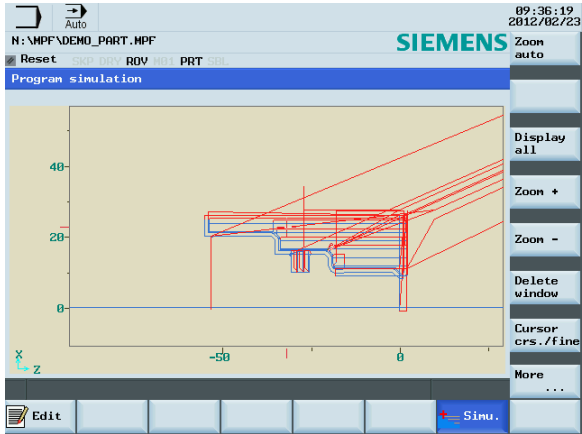 Auto
09:36:19
2012/02/23
N:\MPF\DEMO_PART.MPF
SIEMENS
Reset SKP DRY ROV M01 PRT SBL
Program simulation
Zoom
auto
Display
all
Zoom +
Zoom -
Delete
window
Cursor
crs./fine
More
...
40
20
0
-50
0
X
Z
Edit
Simu.